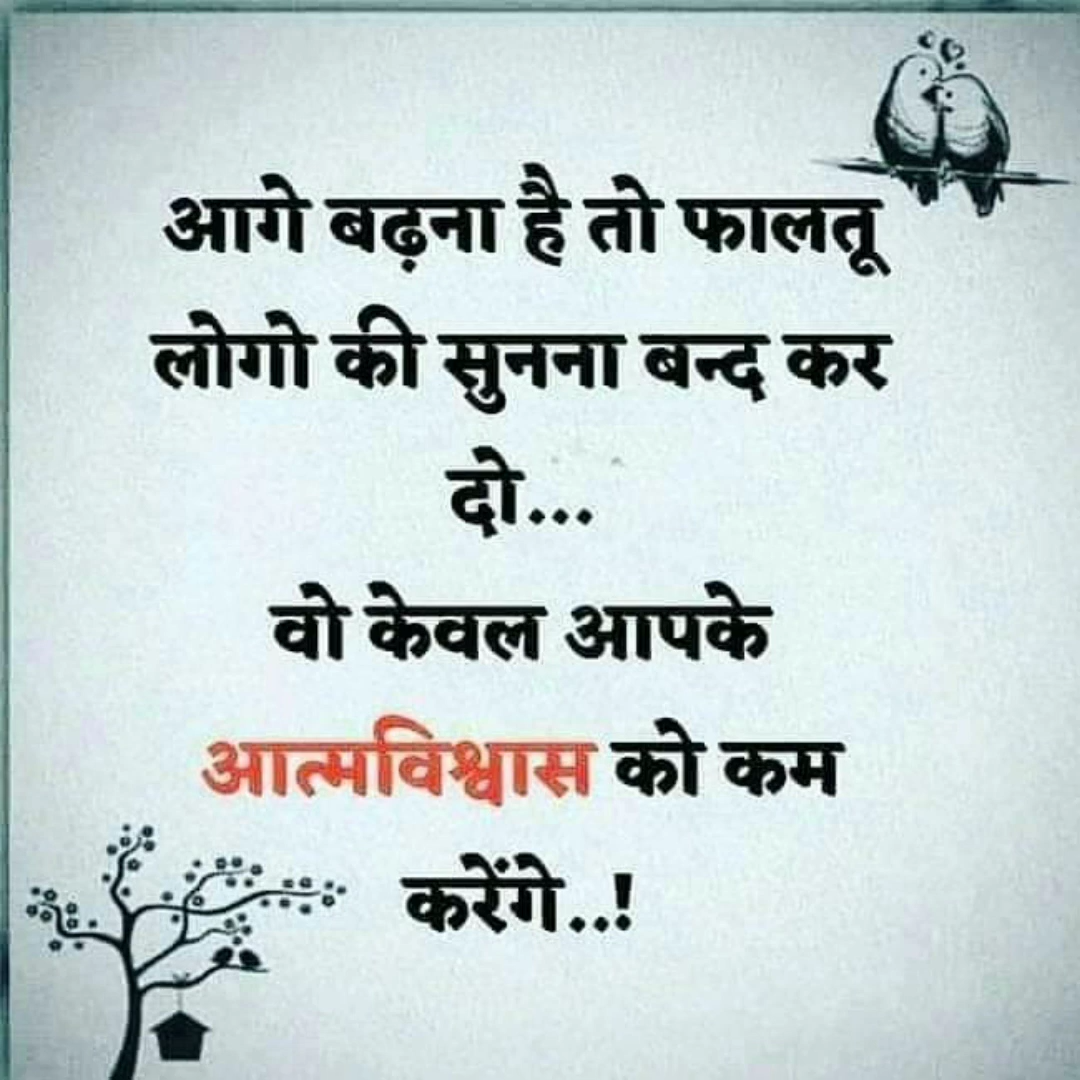 आगे बढ़ना है तो फालतू
लोगो की सुनना बन्द कर
दो...
वो केवल आपके
आत्मविश्वास को कम
करेंगे..!